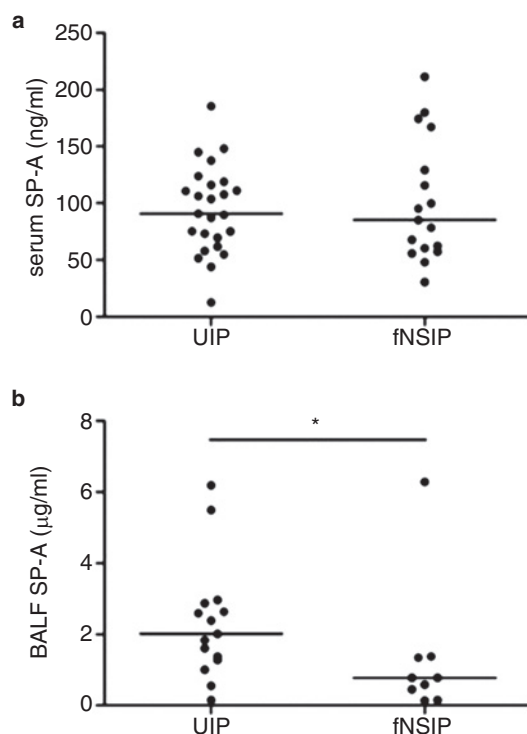 a
250
200
150
100
50
0
serum SP-A (ng/ml)
UIP
fNSIP
b
*
8
6
4
2
0
BALF SP-A (μg/ml)
UIP
fNSIP